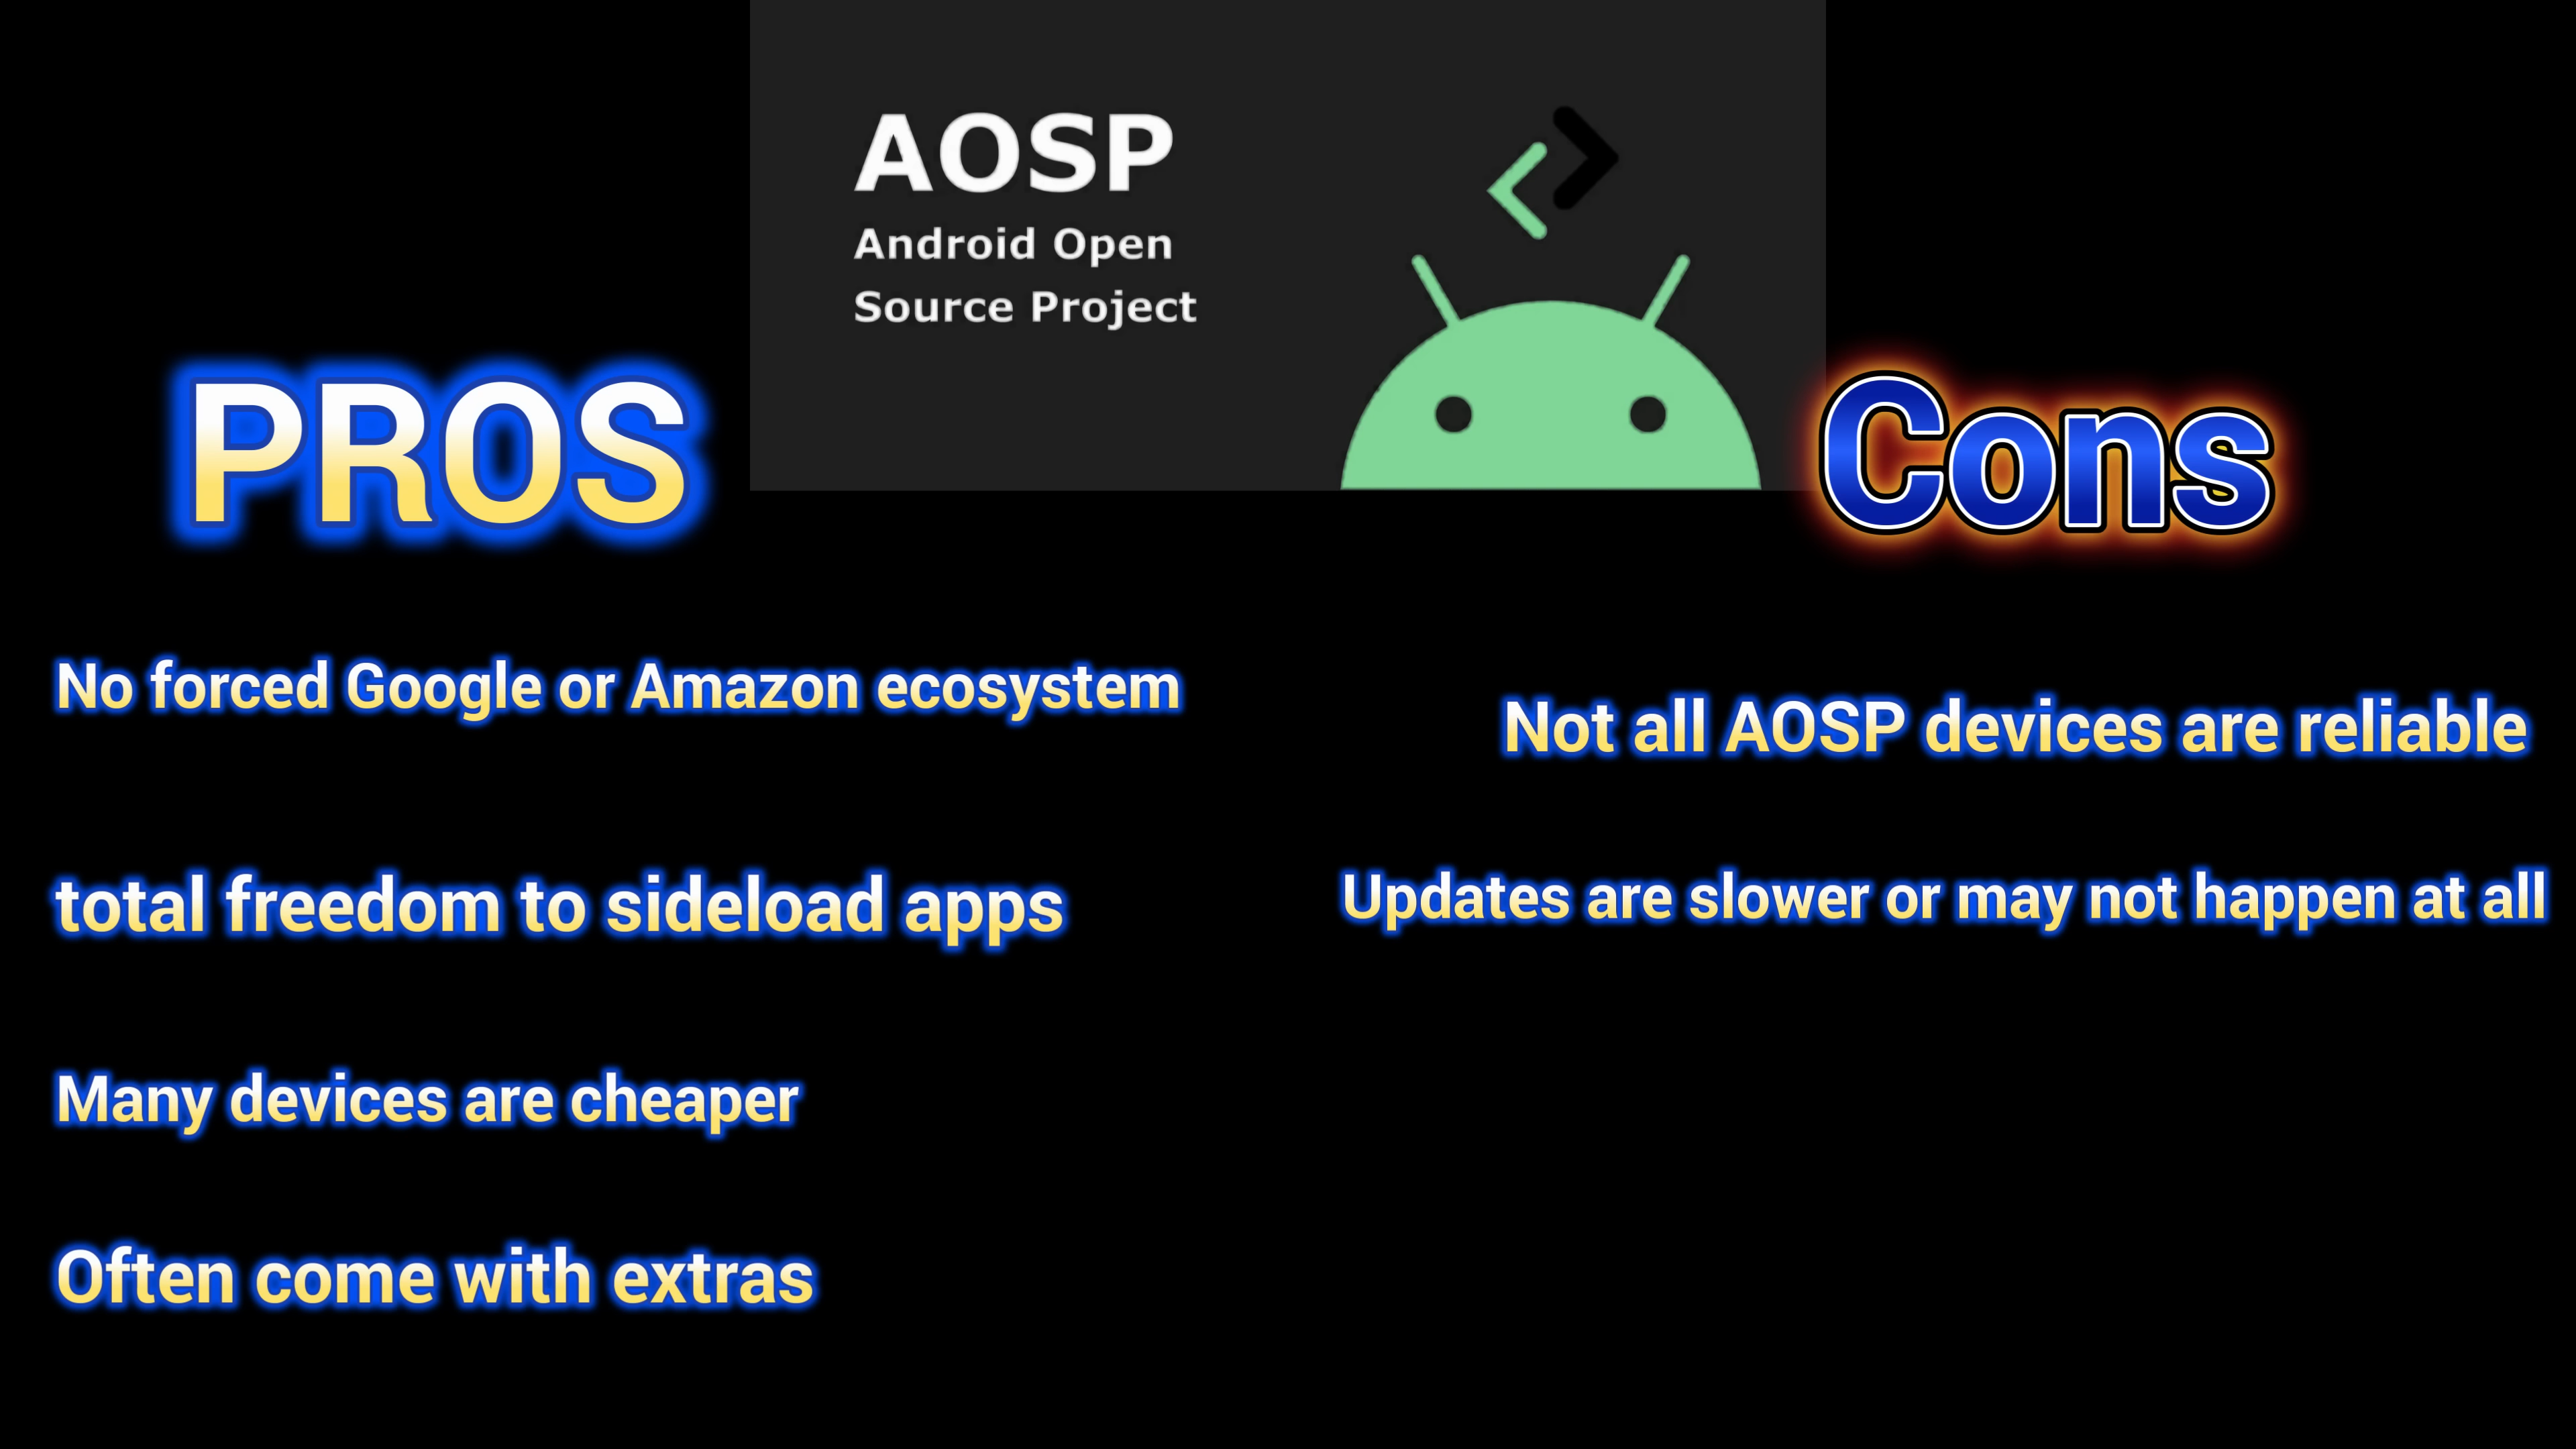 AOSP
Android Open
Source Project
PROS
No forced Google or Amazon ecosystem
total freedom to sideload apps
Many devices are cheaper
Often come with extras
Cons
Not all AOSP devices are reliable
Updates are slower or may not happen at all